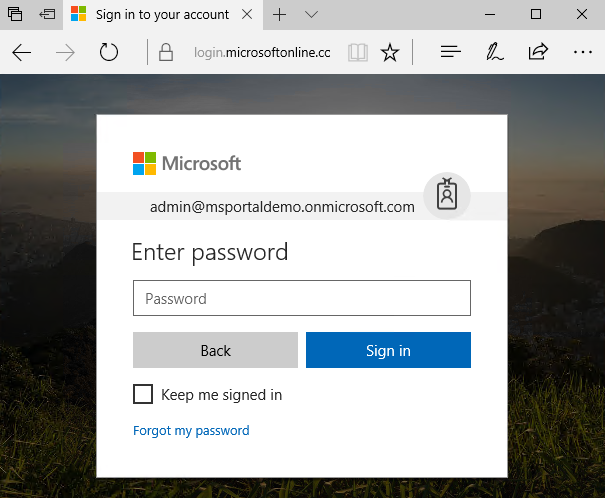 Sign in to your account
login.microsoftonline.cc
Microsoft
admin@msportaldemo.onmicrosoft.com
Enter password
Password
Back
Sign in
Keep me signed in
Forgot my password